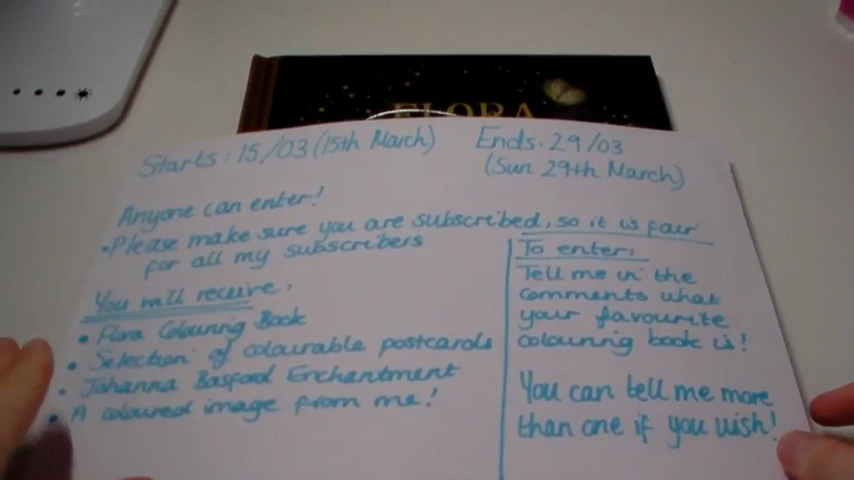 FLORA
Starts: 15/03 (15th March)
Ends: 29/03
(Sun 29th March)
Anyone can enter!
• Please make sure you are subscribed, so it is fair
for all my subscribers
You will receive:
• Flora Colouring Book
• Selection of colourable postcards
• Johanna Basford Enchantment
• A coloured image from me!
To enter:
Tell me in the
comments what
your favourite
colouring book is!
You can tell me more
than one if you wish!